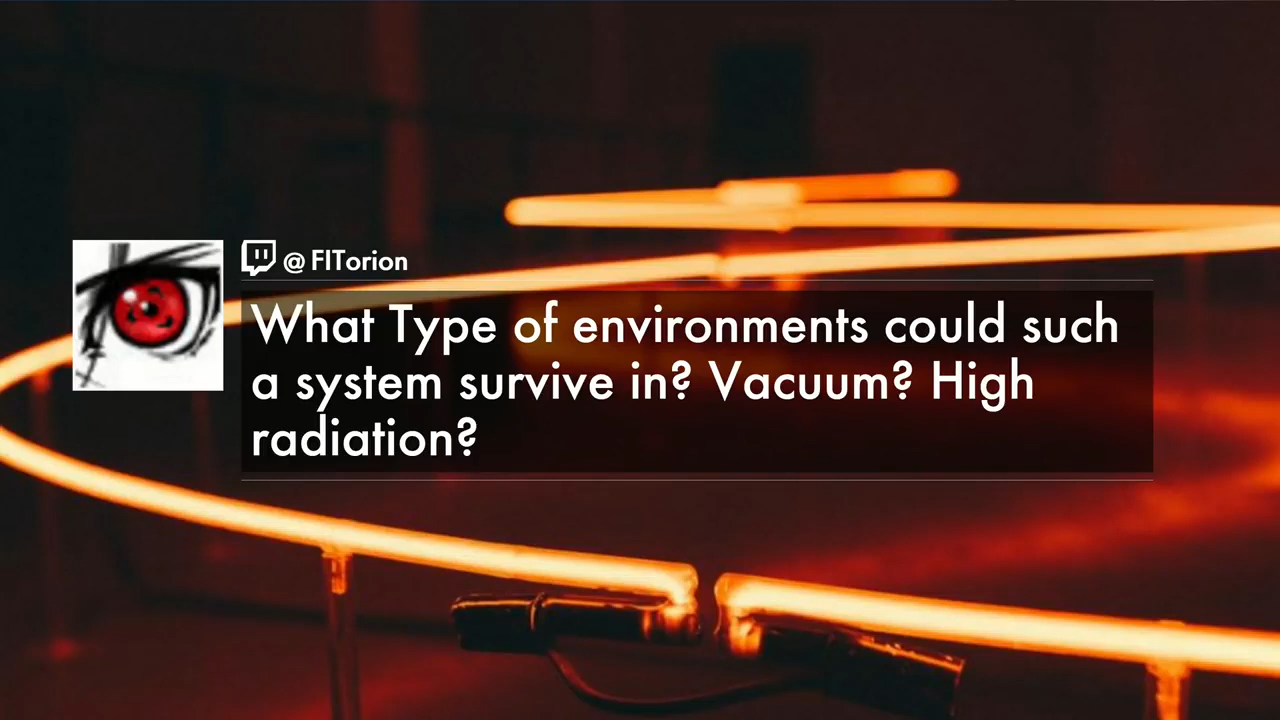 @ FITorion
What Type of environments could such
a system survive in? Vacuum? High
radiation?